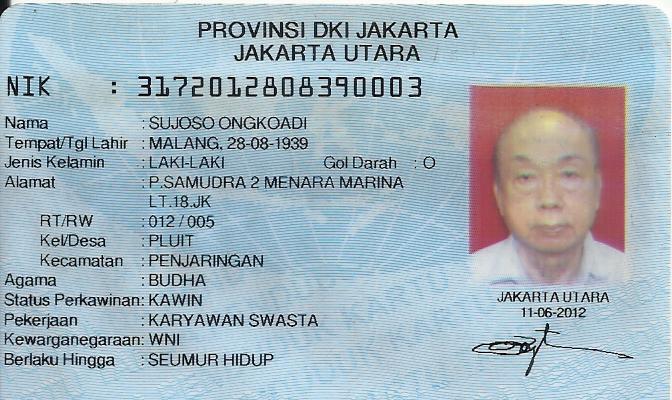 PROVINSI DKI JAKARTA
JAKARTA UTARA
NIK : 3172012808390003
Nama : SUJOSO ONGKOADI
Tempat/Tgl Lahir : MALANG, 28-08-1939
Jenis Kelamin : LAKI-LAKI Gol Darah : O
Alamat : P.SAMUDRA 2 MENARA MARINA
LT.18.JK
RT/RW : 012 / 005
Kel/Desa : PLUIT
Kecamatan : PENJARINGAN
Agama : BUDHA
Status Perkawinan: KAWIN
Pekerjaan : KARYAWAN SWASTA
Kewarganegaraan: WNI
Berlaku Hingga : SEUMUR HIDUP
JAKARTA UTARA
11-06-2012